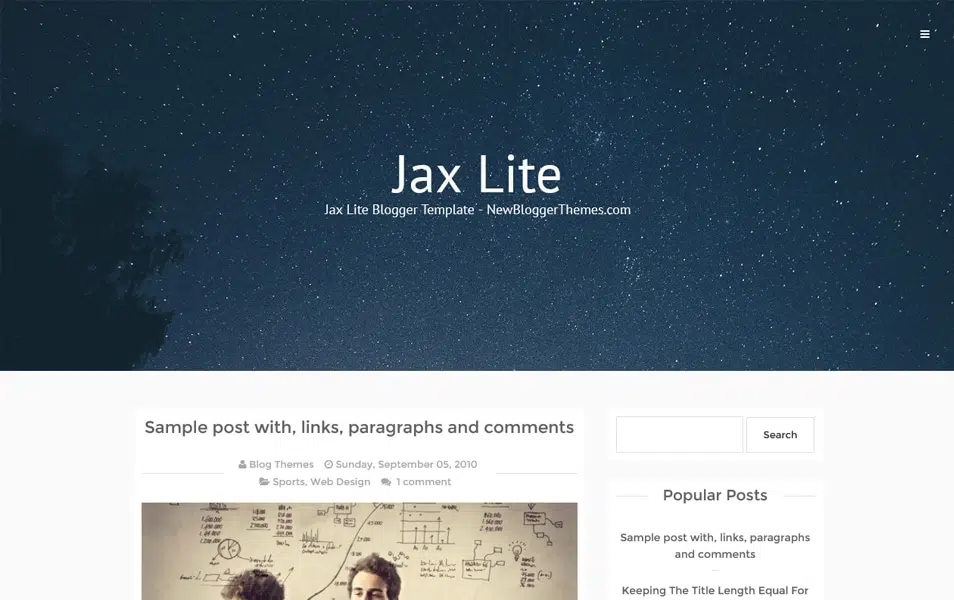 Jax Lite
Jax Lite Blogger Template - NewBloggerThemes.com
Sample post with, links, paragraphs and comments
Blog Themes Sunday, September 05, 2010
Sports, Web Design 1 comment
Search
Popular Posts
Sample post with, links, paragraphs
and comments
Keeping The Title Length Equal For